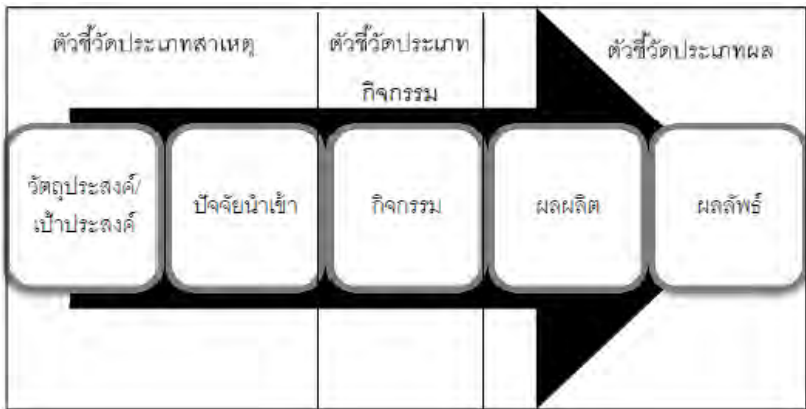 ตัวชี้วัดประเภทสาเหตุ
ตัวชี้วัดประเภท
กิจกรรม
ตัวชี้วัดประเภทผล
วัตถุประสงค์/
เป้าประสงค์
ปัจจัยนำเข้า
กิจกรรม
ผลผลิต
ผลลัพธ์